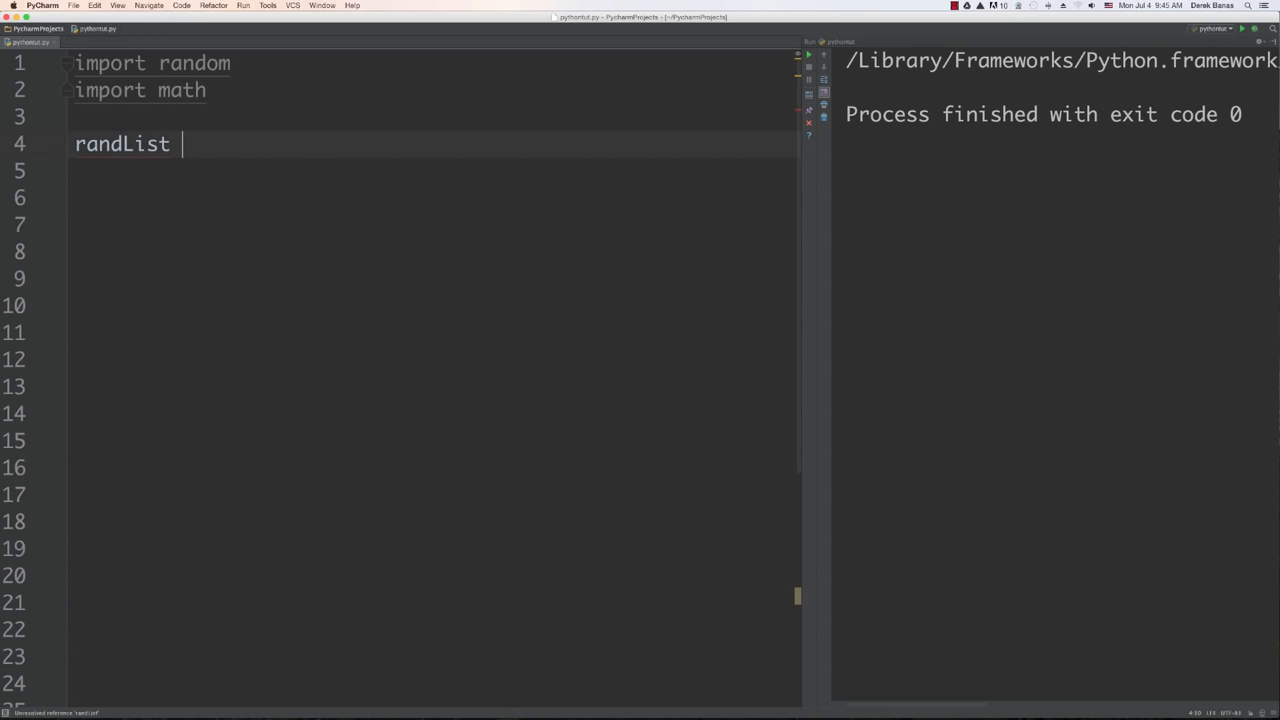 PyCharm File Edit View Navigate Code Refactor Run Tools VCS Window Help 10 Mon Jul 4 9:45 AM Derek Banas
pythontut.py - PycharmProjects - [~/PycharmProjects]
PycharmProjects pythontut.py pythontut
pythontut.py Run pythontut
1 import random
2 import math
3
4 randList
5
6
7
8
9
10
11
12
13
14
15
16
17
18
19
20
21
22
23
24
/Library/Frameworks/Python.framework
Process finished with exit code 0
Unresolved reference 'randList' 4:10 LF÷ UTF-8÷